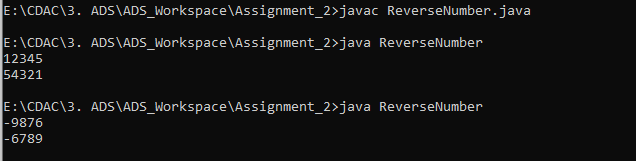 E:\CDAC\3. ADS\ADS_Workspace\Assignment_2>javac ReverseNumber.java
E:\CDAC\3. ADS\ADS_Workspace\Assignment_2>java ReverseNumber
12345
54321
E:\CDAC\3. ADS\ADS_Workspace\Assignment_2>java ReverseNumber
-9876
-6789